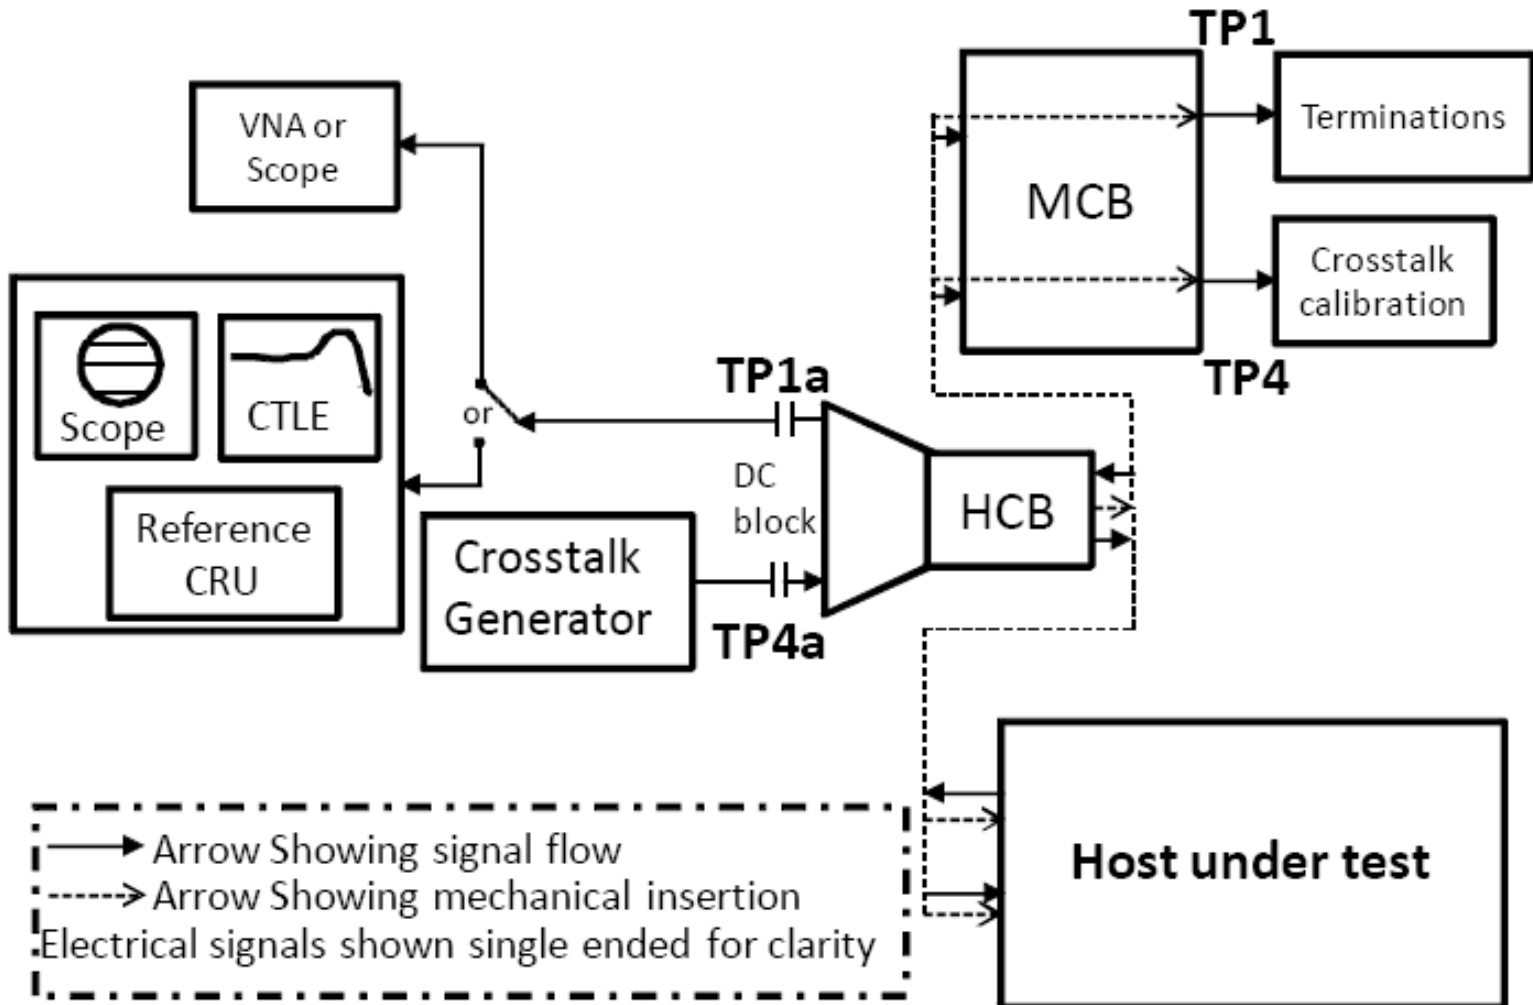 TP1
VNA or
Scope
Terminations
MCB
Crosstalk
calibration
TP4
Scope
CTLE
Reference
CRU
or
TP1a
DC
block
HCB
Crosstalk
Generator
TP4a
Host under test
Arrow Showing signal flow
Arrow Showing mechanical insertion
Electrical signals shown single ended for clarity